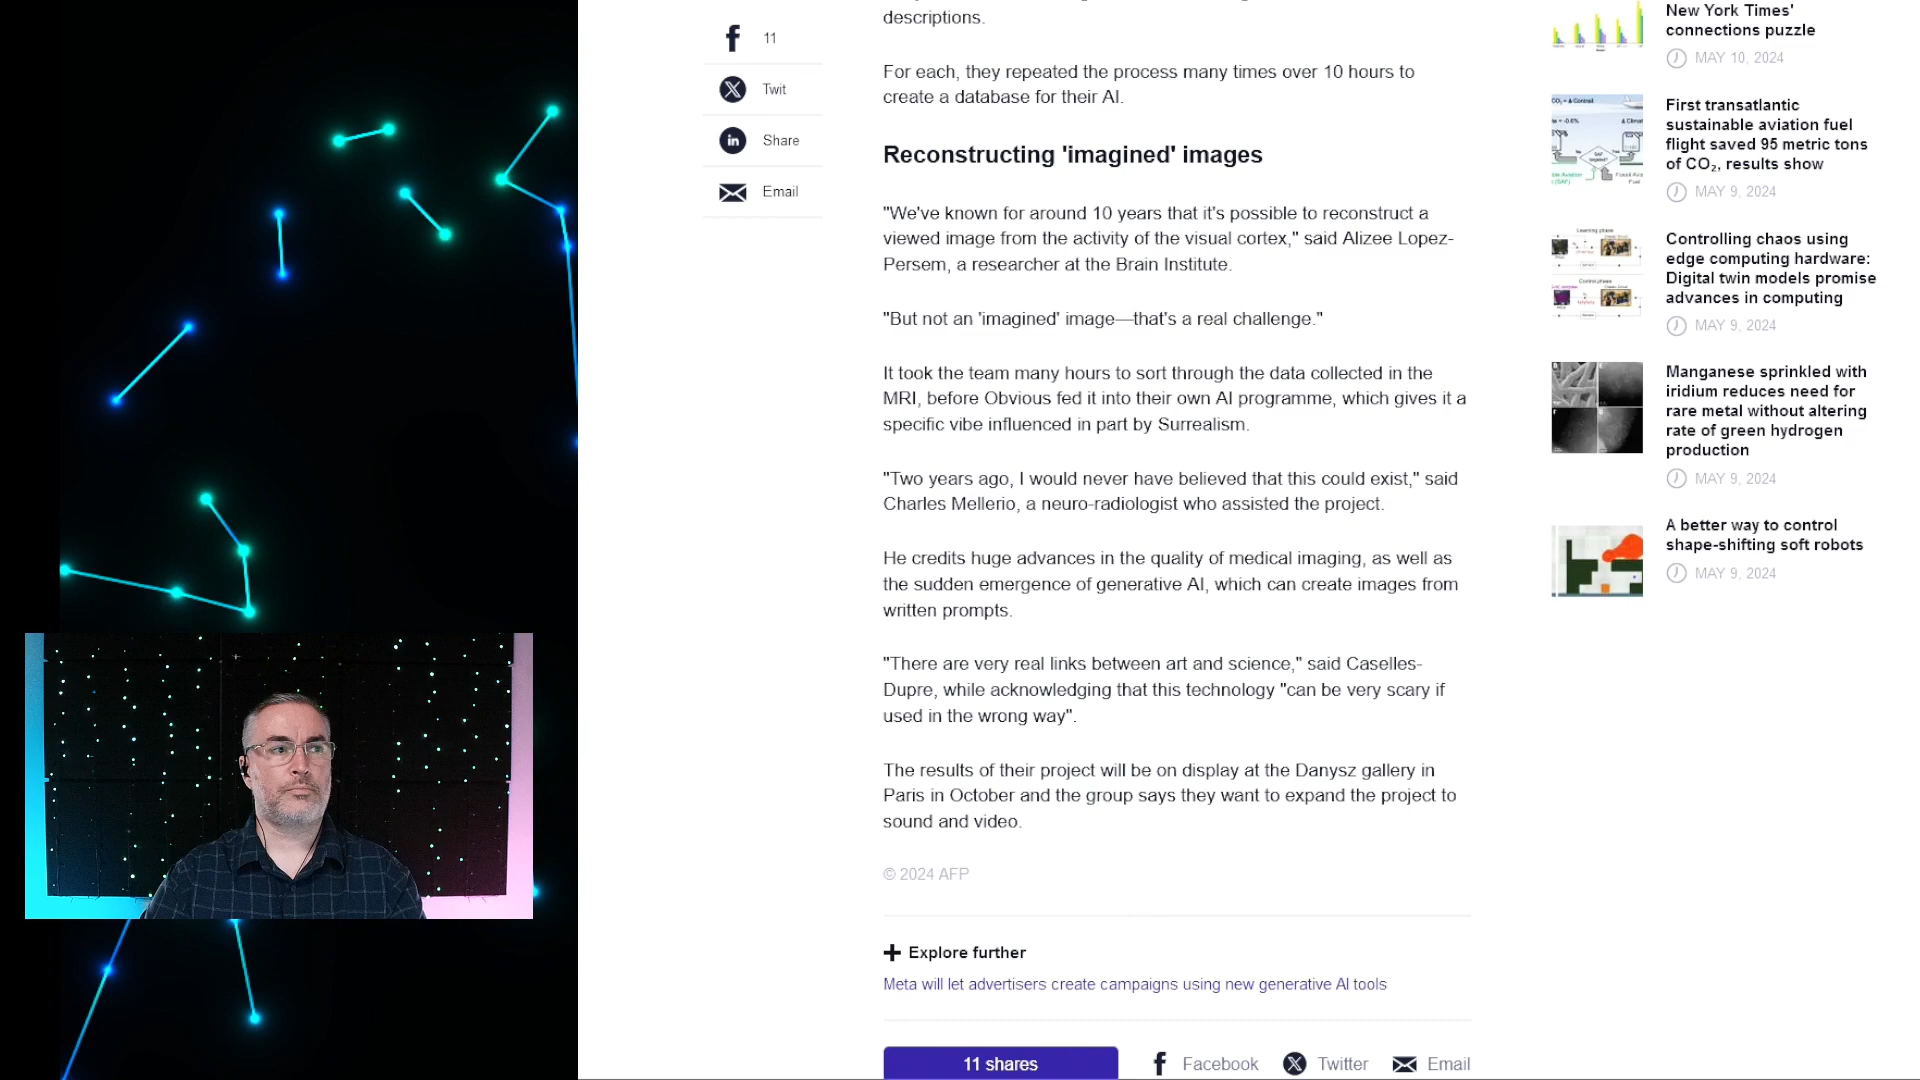 descriptions.
For each, they repeated the process many times over 10 hours to
create a database for their AI.
Reconstructing 'imagined' images
"We've known for around 10 years that it's possible to reconstruct a
viewed image from the activity of the visual cortex," said Alizee Lopez-
Persem, a researcher at the Brain Institute.
"But not an 'imagined' image—that's a real challenge."
It took the team many hours to sort through the data collected in the
MRI, before Obvious fed it into their own AI programme, which gives it a
specific vibe influenced in part by Surrealism.
"Two years ago, I would never have believed that this could exist," said
Charles Mellerio, a neuro-radiologist who assisted the project.
He credits huge advances in the quality of medical imaging, as well as
the sudden emergence of generative AI, which can create images from
written prompts.
"There are very real links between art and science," said Caselles-
Dupre, while acknowledging that this technology "can be very scary if
used in the wrong way".
The results of their project will be on display at the Danysz gallery in
Paris in October and the group says they want to expand the project to
sound and video.
© 2024 AFP
Explore further
Meta will let advertisers create campaigns using new generative AI tools
11 shares
Facebook
Twitter
Email
11
Twit
Share
Email
New York Times'
connections puzzle
MAY 10, 2024
First transatlantic
sustainable aviation fuel
flight saved 95 metric tons
of CO₂, results show
MAY 9, 2024
Controlling chaos using
edge computing hardware:
Digital twin models promise
advances in computing
MAY 9, 2024
Manganese sprinkled with
iridium reduces need for
rare metal without altering
rate of green hydrogen
production
MAY 9, 2024
A better way to control
shape-shifting soft robots
MAY 9, 2024